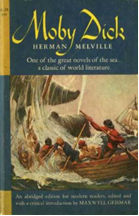 Moby Dick
HERMAN MELVILLE
One of the great novels of the sea...
a classic of world literature.
An abridged edition for modern readers, edited and
with a critical introduction by MAXWELL GEISMAR